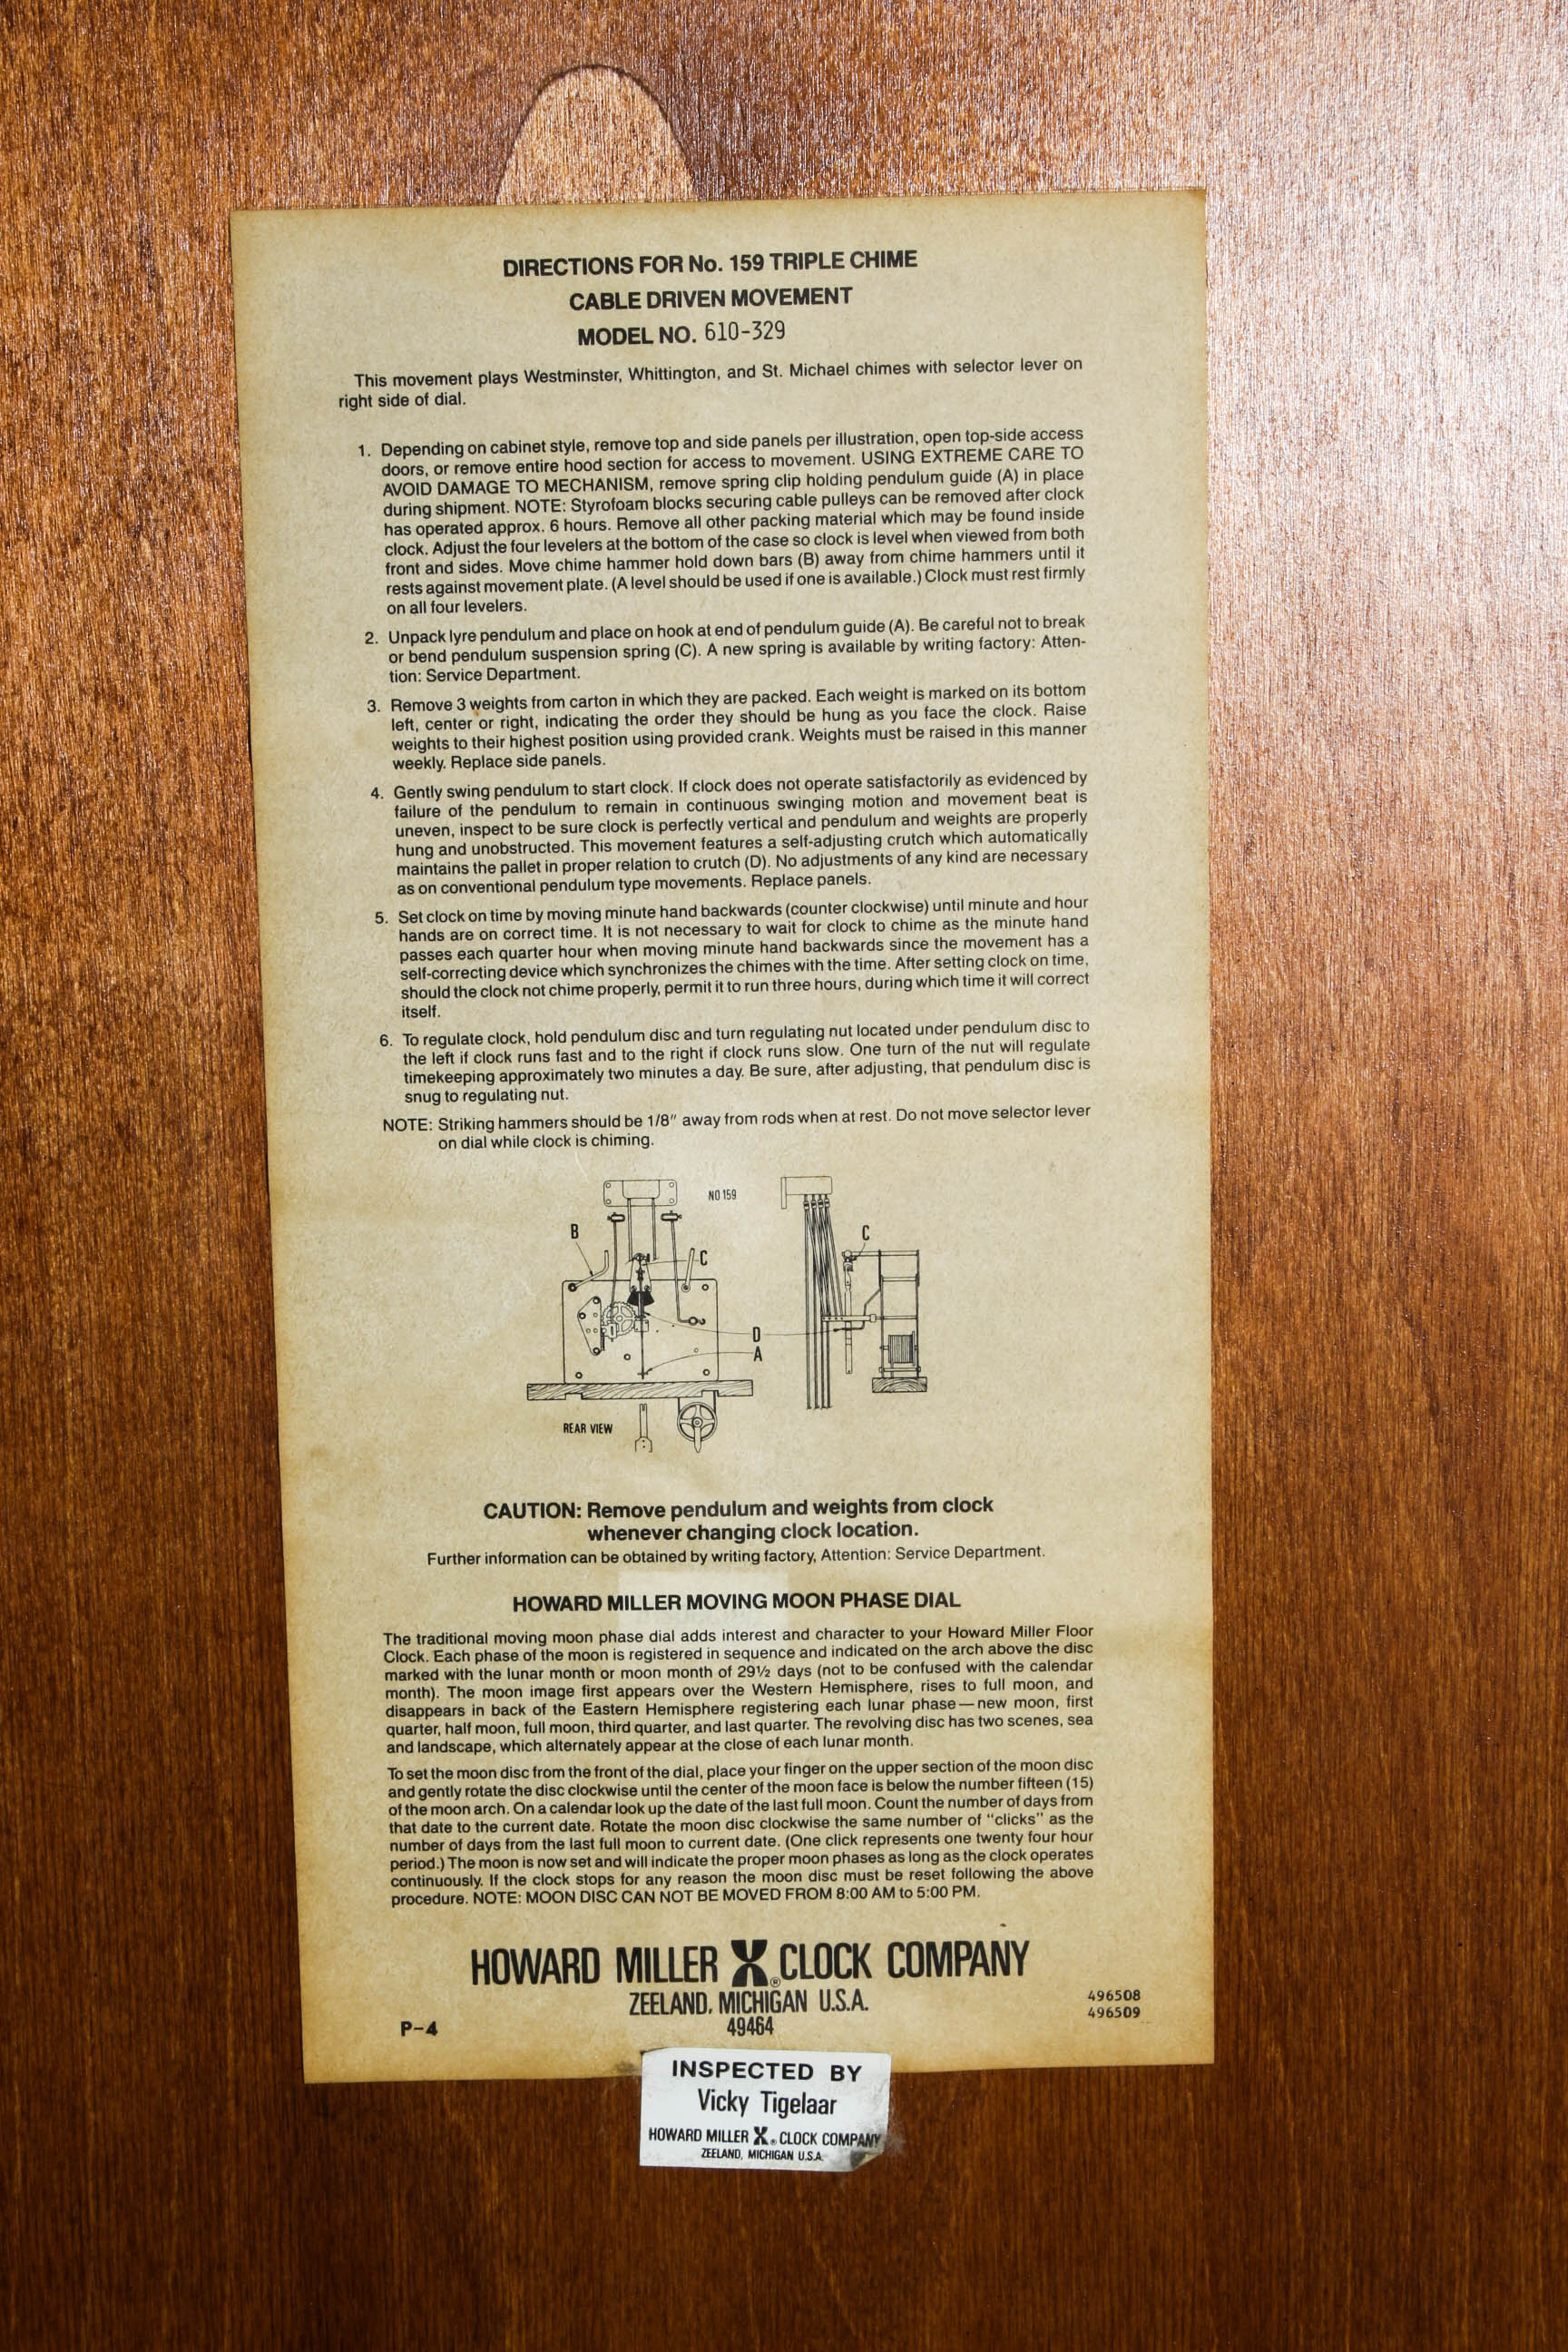 DIRECTIONS FOR No. 159 TRIPLE CHIME
CABLE DRIVEN MOVEMENT
MODEL NO. 610-329
This movement plays Westminster, Whittington, and St. Michael chimes with selector lever on
right side of dial.
1. Depending on cabinet style, remove top and side panels per illustration, open top-side access
doors, or remove entire hood section for access to movement. USING EXTREME CARE TO
AVOID DAMAGE TO MECHANISM, remove spring clip holding pendulum guide (A) in place
during shipment. NOTE: Styrofoam blocks securing cable pulleys can be removed after clock
has operated approx. 6 hours. Remove all other packing material which may be found inside
clock. Adjust the four levelers at the bottom of the case so clock is level when viewed from both
front and sides. Move chime hammer hold down bars (B) away from chime hammers until it
rests against movement plate. (A level should be used if one is available.) Clock must rest firmly
on all four levelers.
2. Unpack lyre pendulum and place on hook at end of pendulum guide (A). Be careful not to break
or bend pendulum suspension spring (C). A new spring is available by writing factory: Atten-
tion: Service Department.
3. Remove 3 weights from carton in which they are packed. Each weight is marked on its bottom
left, center or right, indicating the order they should be hung as you face the clock. Raise
weights to their highest position using provided crank. Weights must be raised in this manner
weekly. Replace side panels.
4. Gently swing pendulum to start clock. If clock does not operate satisfactorily as evidenced by
failure of the pendulum to remain in continuous swinging motion and movement beat is
uneven, inspect to be sure clock is perfectly vertical and pendulum and weights are properly
hung and unobstructed. This movement features a self-adjusting crutch which automatically
maintains the pallet in proper relation to crutch (D). No adjustments of any kind are necessary
as on conventional pendulum type movements. Replace panels.
5. Set clock on time by moving minute hand backwards (counter clockwise) until minute and hour
hands are on correct time. It is not necessary to wait for clock to chime as the minute hand
passes each quarter hour when moving minute hand backwards since the movement has a
self-correcting device which synchronizes the chimes with the time. After setting clock on time,
should the clock not chime properly, permit it to run three hours, during which time it will correct
itself.
6. To regulate clock, hold pendulum disc and turn regulating nut located under pendulum disc to
the left if clock runs fast and to the right if clock runs slow. One turn of the nut will regulate
timekeeping approximately two minutes a day. Be sure, after adjusting, that pendulum disc is
snug to regulating nut.
NOTE: Striking hammers should be 1/8" away from rods when at rest. Do not move selector lever
on dial while clock is chiming.
NO 159
B
C
C
D
A
REAR VIEW
CAUTION: Remove pendulum and weights from clock
whenever changing clock location.
Further information can be obtained by writing factory, Attention: Service Department.
HOWARD MILLER MOVING MOON PHASE DIAL
The traditional moving moon phase dial adds interest and character to your Howard Miller Floor
Clock. Each phase of the moon is registered in sequence and indicated on the arch above the disc
marked with the lunar month or moon month of 29½ days (not to be confused with the calendar
month). The moon image first appears over the Western Hemisphere, rises to full moon, and
disappears in back of the Eastern Hemisphere registering each lunar phase—new moon, first
quarter, half moon, full moon, third quarter, and last quarter. The revolving disc has two scenes, sea
and landscape, which alternately appear at the close of each lunar month.
To set the moon disc from the front of the dial, place your finger on the upper section of the moon disc
and gently rotate the disc clockwise until the center of the moon face is below the number fifteen (15)
of the moon arch. On a calendar look up the date of the last full moon. Count the number of days from
that date to the current date. Rotate the moon disc clockwise the same number of "clicks" as the
number of days from the last full moon to current date. (One click represents one twenty four hour
period.) The moon is now set and will indicate the proper moon phases as long as the clock operates
continuously. If the clock stops for any reason the moon disc must be reset following the above
procedure. NOTE: MOON DISC CAN NOT BE MOVED FROM 8:00 AM to 5:00 PM.
HOWARD MILLER ® CLOCK COMPANY
ZEELAND, MICHIGAN U.S.A.
49464
496508
496509
P-4
INSPECTED BY
Vicky Tigelaar
HOWARD MILLER ® CLOCK COMPANY
ZEELAND, MICHIGAN U.S.A.